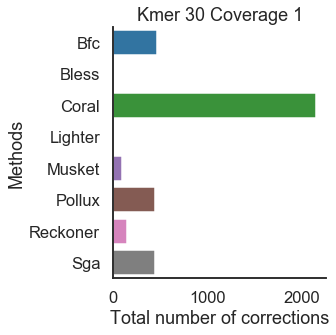 Kmer 30 Coverage 1
Methods
Bfc
Bless
Coral
Lighter
Musket
Pollux
Reckoner
Sga
0 1000 2000
Total number of corrections